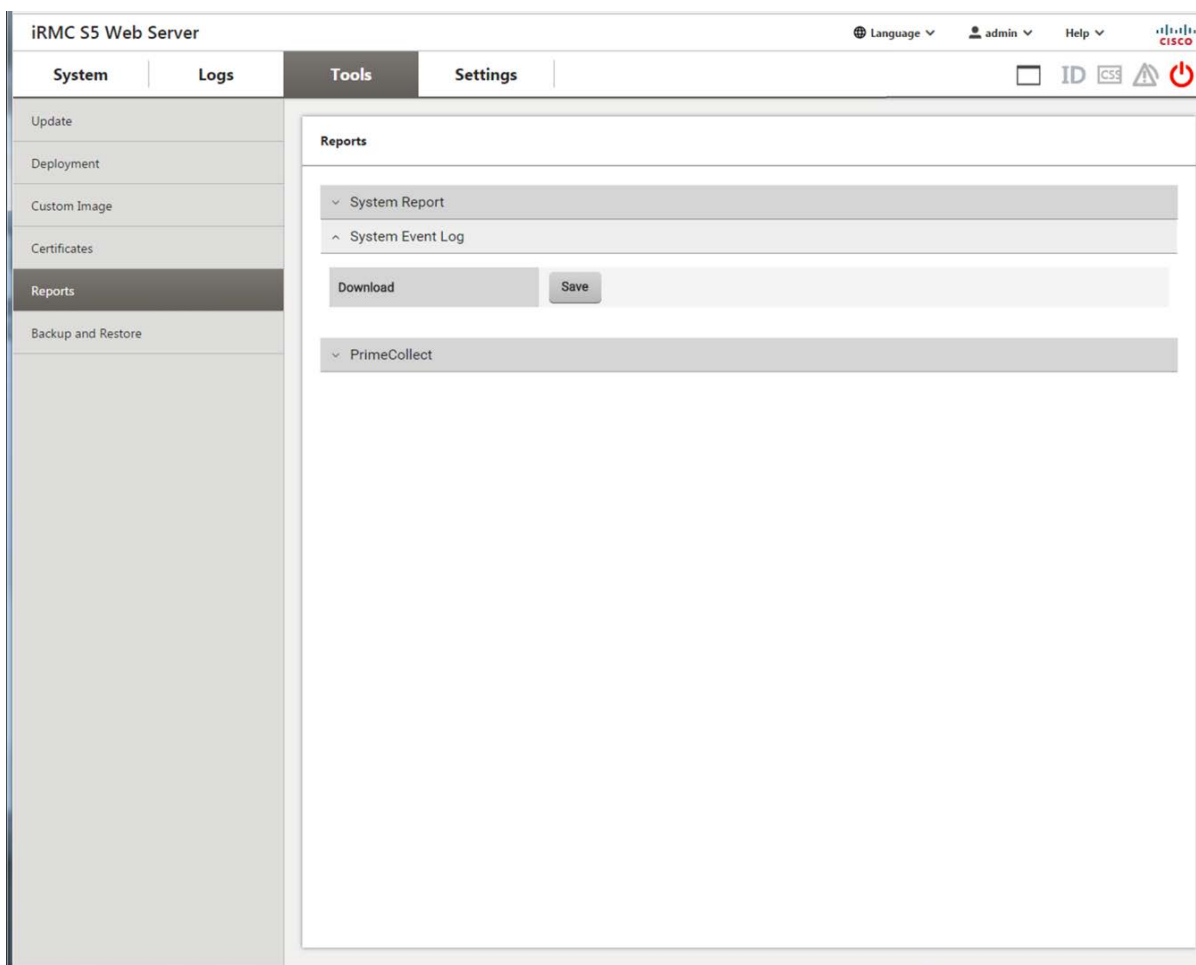 iRMC S5 Web Server
Language
admin
Help
CISCO
System
Logs
Tools
Settings
ID
CSS
Update
Deployment
Custom Image
Certificates
Reports
Backup and Restore
Reports
System Report
System Event Log
Download
Save
PrimeCollect